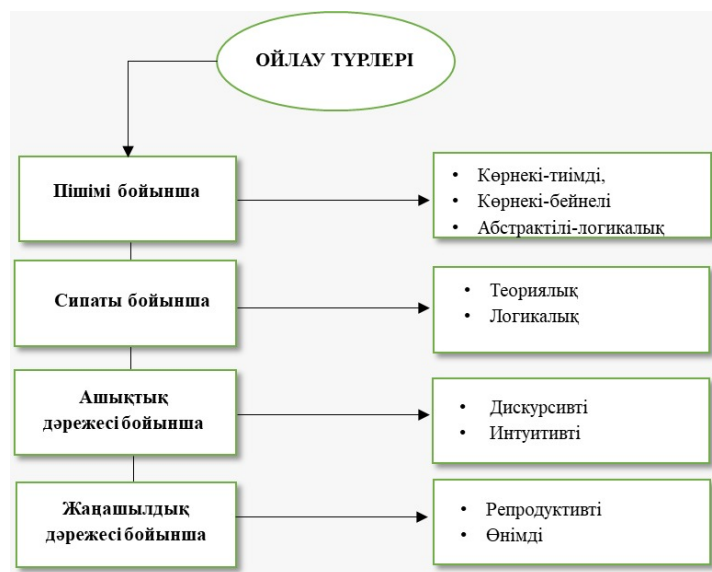 ОЙЛАУ ТҮРЛЕРІ
Пішімі бойынша
• Көрнекі-тиімді,
• Көрнекі-бейнелі
• Абстрактілі-логикалық
Сипаты бойынша
• Теориялық
• Логикалық
Ашықтық
дәрежесі бойынша
• Дискурсивті
• Интуитивті
Жаңашылдық
дәрежесі бойынша
• Репродуктивті
• Өнімді